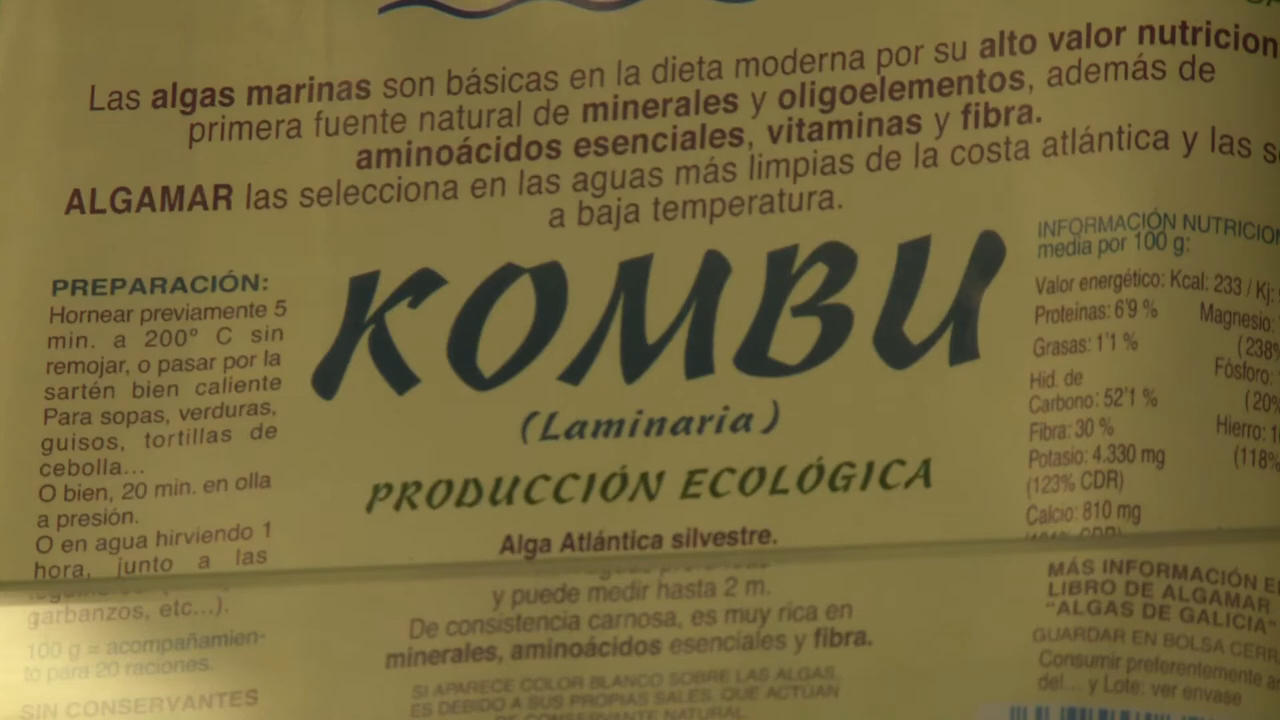 Las algas marinas son básicas en la dieta moderna por su alto valor nutricion
primera fuente natural de minerales y oligoelementos, además de
aminoácidos esenciales, vitaminas y fibra.
ALGAMAR las selecciona en las aguas más limpias de la costa atlántica y las s
a baja temperatura.
KOMBU
(Laminaria)
PRODUCCIÓN ECOLÓGICA
Alga Atlántica silvestre.
y puede medir hasta 2 m.
De consistencia carnosa, es muy rica en
minerales, aminoácidos esenciales y fibra.
SI APARECE COLOR BLANCO SOBRE LAS ALGAS,
ES DEBIDO A SUS PROPIAS SALES, QUE ACTÚAN
DE CONSERVANTE NATURAL.
PREPARACIÓN:
Hornear previamente 5
min. a 200º C sin
remojar, o pasar por la
sartén bien caliente
Para sopas, verduras,
guisos, tortillas de
cebolla...
O bien, 20 min. en olla
a presión.
O en agua hirviendo 1
hora, junto a las
garbanzos, etc...).
100 g = acompañamien-
to para 20 raciones.
SIN CONSERVANTES
INFORMACIÓN NUTRICION
media por 100 g:
Valor energético: Kcal: 233 / Kj:
Proteínas: 6'9 %
Grasas: 1'1 %
Hid. de
Carbono: 52'1 %
Fibra: 30 %
Potasio: 4.330 mg
(123% CDR)
Calcio: 810 mg
Magnesio:
(238%
Fósforo:
(20%
Hierro: 1
(118%
MÁS INFORMACIÓN E
LIBRO DE ALGAMAR
"ALGAS DE GALICIA"
GUARDAR EN BOLSA CERR
Consumir preferentemente a
del... y Lote: ver envase